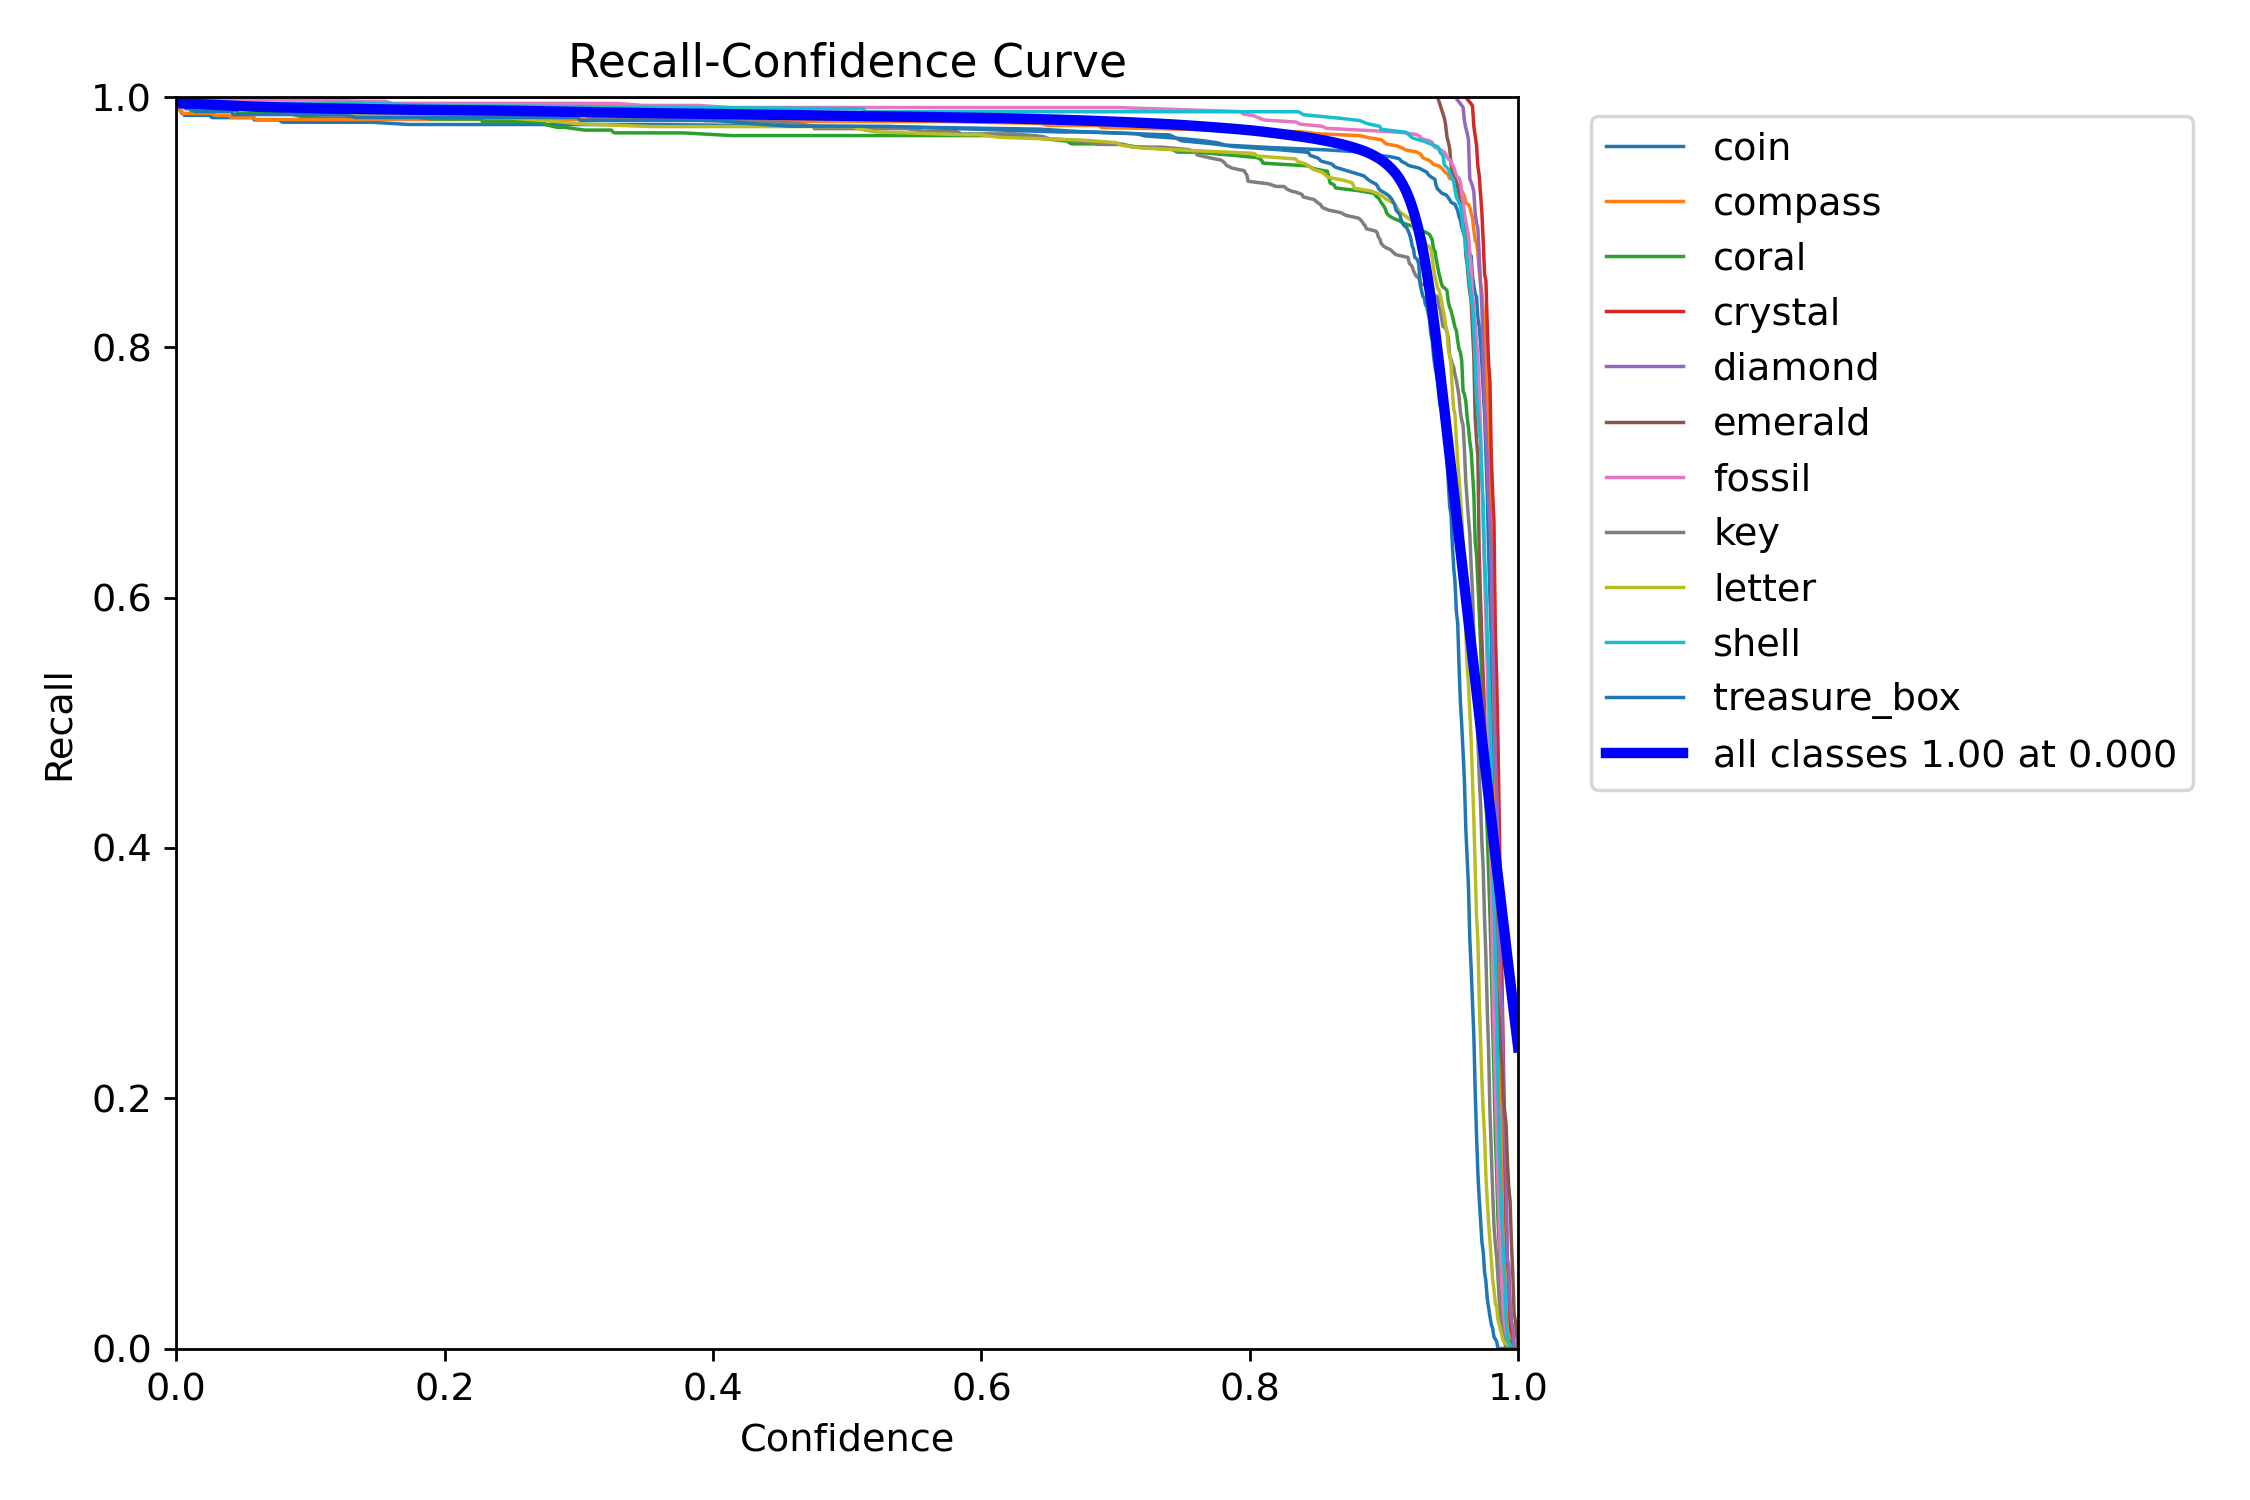 Recall-Confidence Curve
1.0
0.8
0.6
0.4
0.2
0.0
Recall
0.0 0.2 0.4 0.6 0.8 1.0
Confidence
coin
compass
coral
crystal
diamond
emerald
fossil
key
letter
shell
treasure_box
all classes 1.00 at 0.000